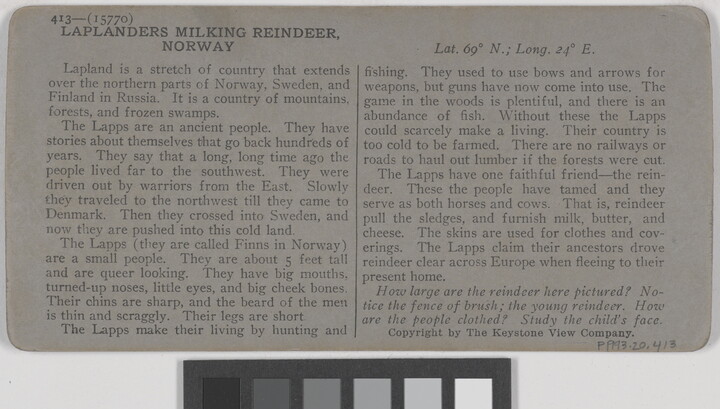 413—(15770)
LAPLANDERS MILKING REINDEER,
NORWAY
Lapland is a stretch of country that extends
over the northern parts of Norway, Sweden, and
Finland in Russia. It is a country of mountains,
forests, and frozen swamps.
The Lapps are an ancient people. They have
stories about themselves that go back hundreds of
years. They say that a long, long time ago the
people lived far to the southwest. They were
driven out by warriors from the East. Slowly
they traveled to the northwest till they came to
Denmark. Then they crossed into Sweden, and
now they are pushed into this cold land.
The Lapps (they are called Finns in Norway)
are a small people. They are about 5 feet tall
and are queer looking. They have big mouths,
turned-up noses, little eyes, and big cheek bones.
Their chins are sharp, and the beard of the men
is thin and scraggly. Their legs are short
The Lapps make their living by hunting and
Lat. 69° N.; Long. 24° E.
fishing. They used to use bows and arrows for
weapons, but guns have now come into use. The
game in the woods is plentiful, and there is an
abundance of fish. Without these the Lapps
could scarcely make a living. Their country is
too cold to be farmed. There are no railways or
roads to haul out lumber if the forests were cut.
The Lapps have one faithful friend—the rein-
deer. These the people have tamed and they
serve as both horses and cows. That is, reindeer
pull the sledges, and furnish milk, butter, and
cheese. The skins are used for clothes and cov-
erings. The Lapps claim their ancestors drove
reindeer clear across Europe when fleeing to their
present home.
How large are the reindeer here pictured? No-
tice the fence of brush; the young reindeer. How
are the people clothed? Study the child's face.
Copyright by The Keystone View Company.
P1993.20.413